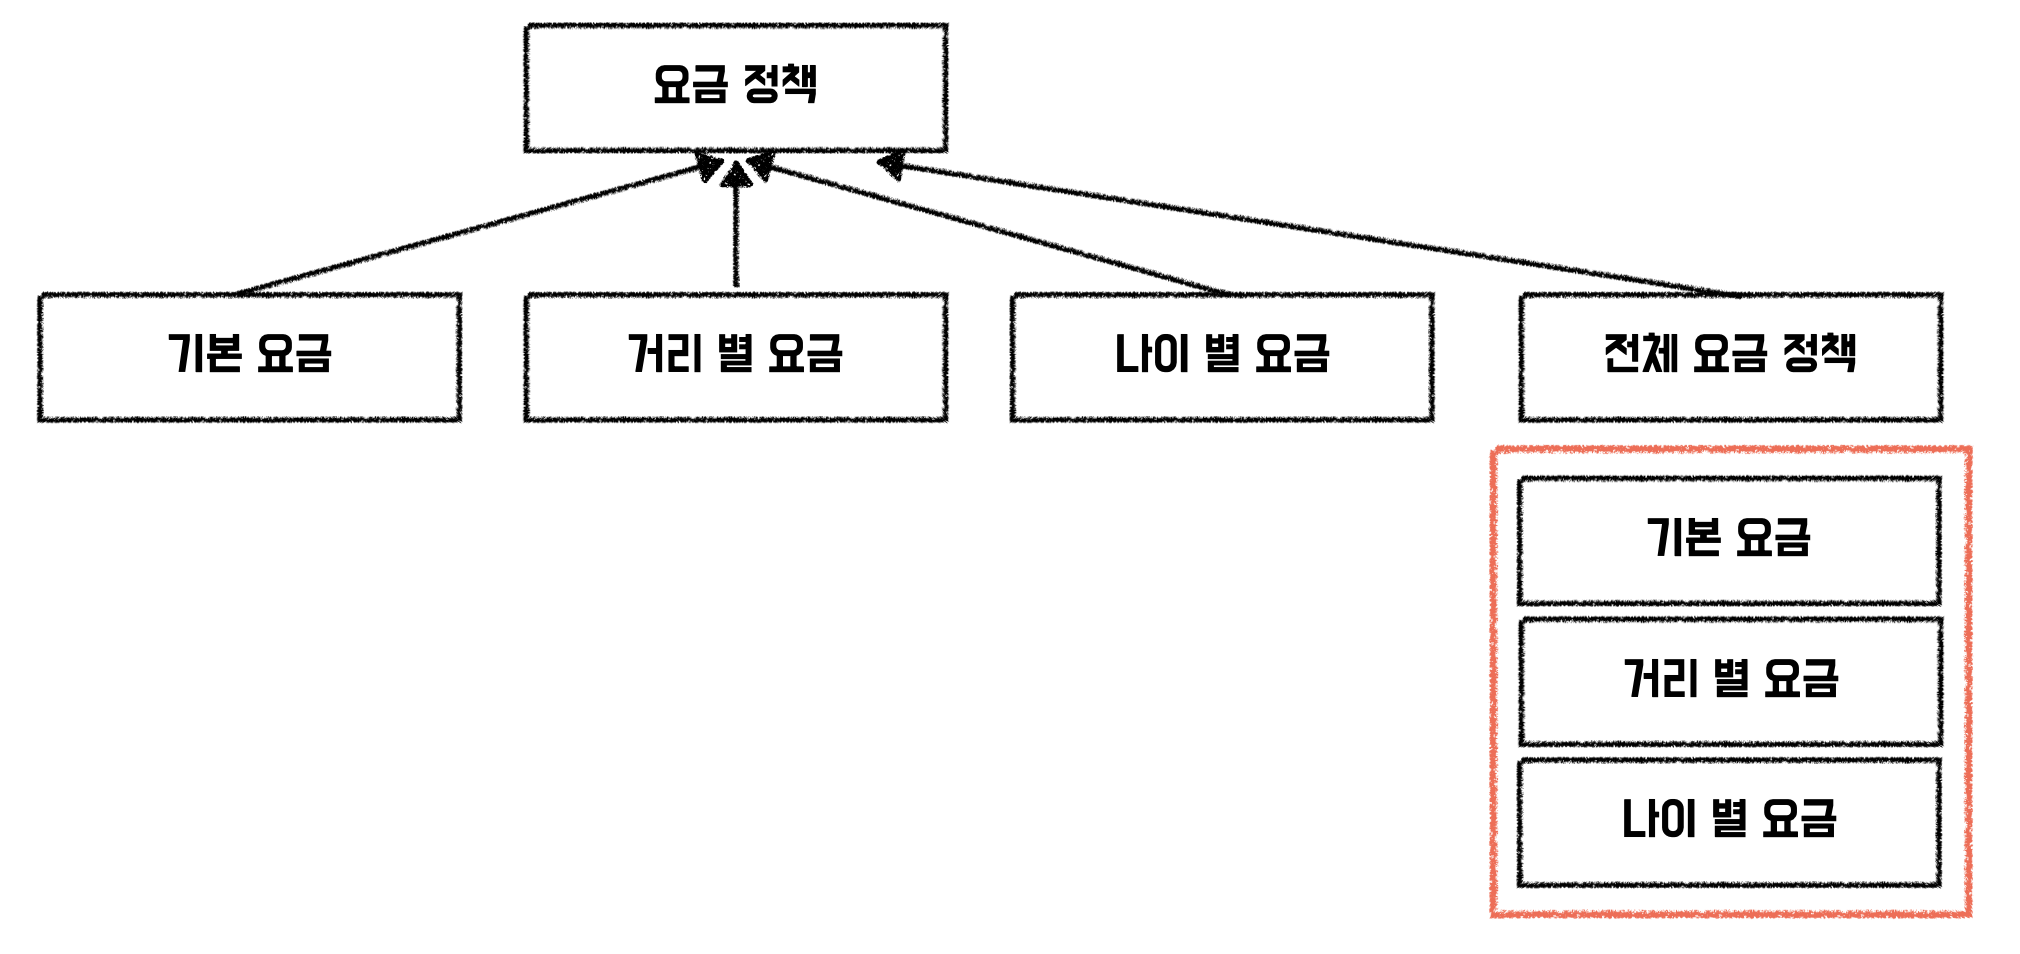 요금 정책
기본 요금
거리 별 요금
나이 별 요금
전체 요금 정책
기본 요금
거리 별 요금
나이 별 요금